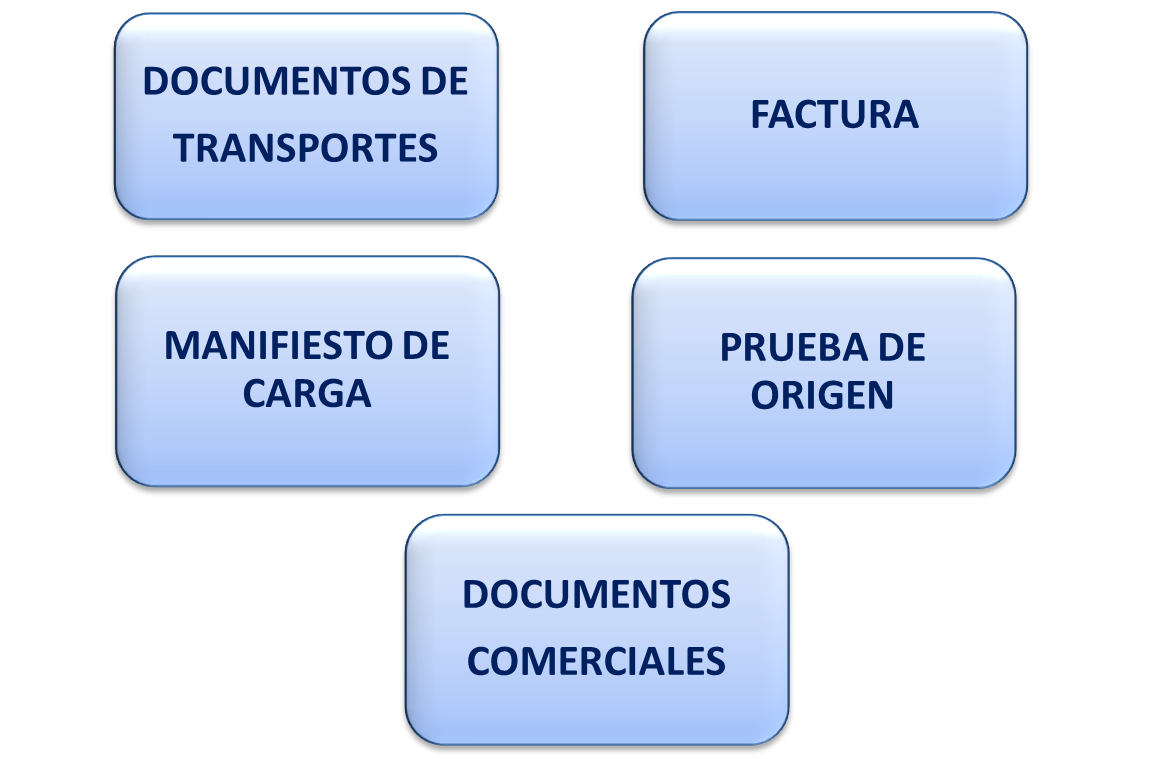 DOCUMENTOS DE
TRANSPORTES
FACTURA
MANIFIESTO DE
CARGA
PRUEBA DE
ORIGEN
DOCUMENTOS
COMERCIALES